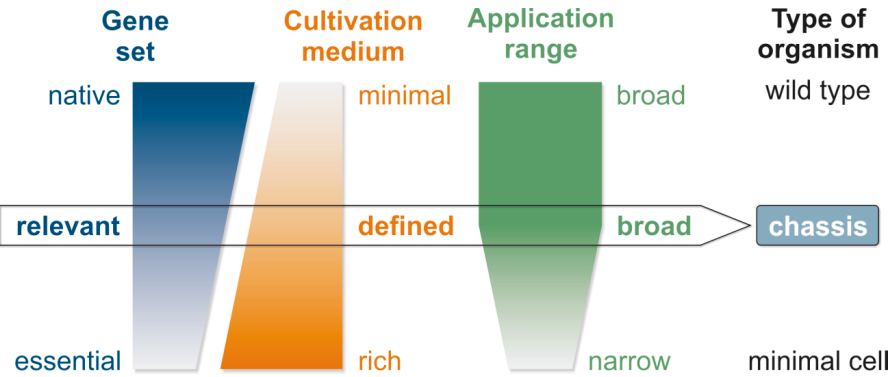 Gene
set
Cultivation
medium
Application
range
Type of
organism
native
minimal
broad
wild type
relevant
defined
broad
chassis
essential
rich
narrow
minimal cell